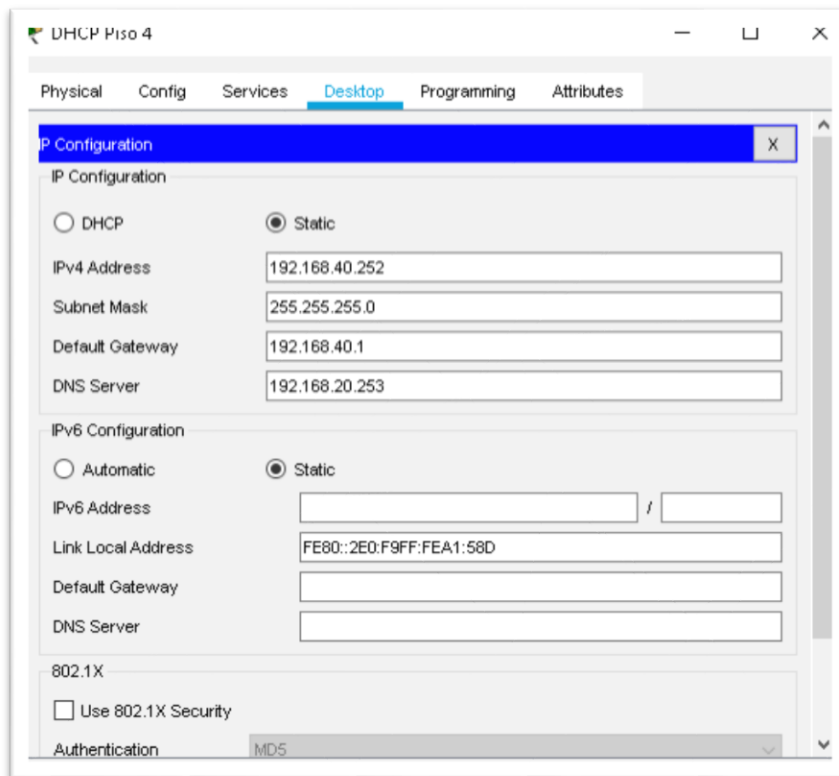 DHCP Piso 4
Physical Config Services Desktop Programming Attributes
IP Configuration X
IP Configuration
DHCP Static
IPv4 Address 192.168.40.252
Subnet Mask 255.255.255.0
Default Gateway 192.168.40.1
DNS Server 192.168.20.253
IPv6 Configuration
Automatic Static
IPv6 Address /
Link Local Address FE80::2E0:F9FF:FEA1:58D
Default Gateway
DNS Server
802.1X
Use 802.1X Security
Authentication MD5